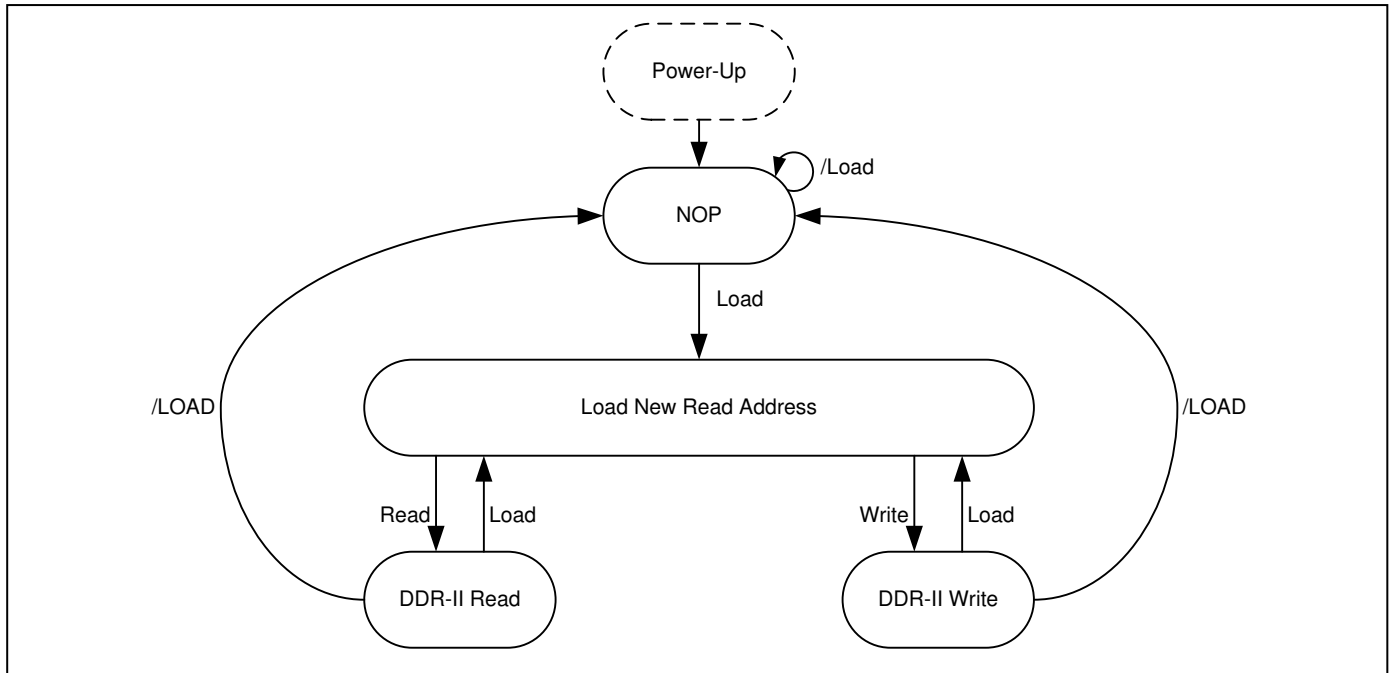 Power-Up
/Load
NOP
Load
/LOAD
Load New Read Address
/LOAD
Read
Load
Write
Load
DDR-II Read
DDR-II Write